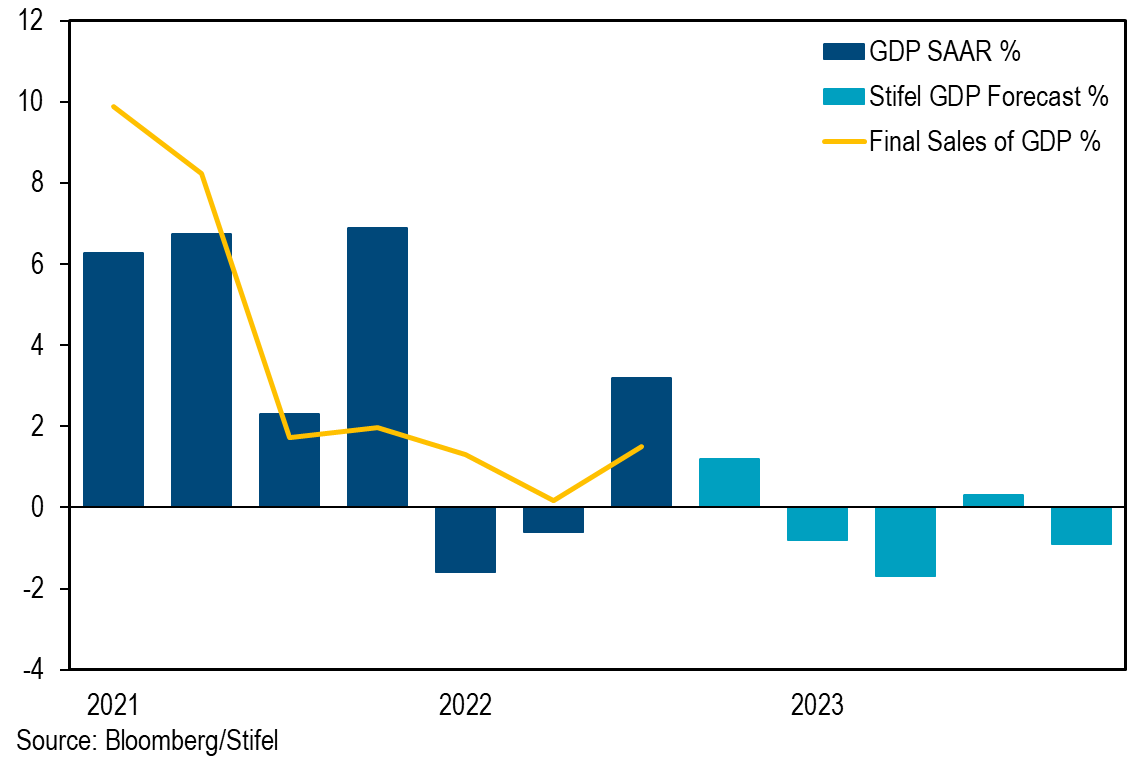 12
10
8
6
4
2
0
-2
-4
GDP SAAR %
Stifel GDP Forecast %
Final Sales of GDP %
2021 2022 2023
Source: Bloomberg/Stifel